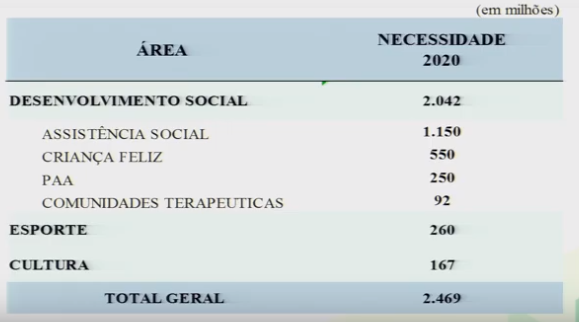 (em milhões)
ÁREA NECESSIDADE 2020
DESENVOLVIMENTO SOCIAL 2.042
ASSISTÊNCIA SOCIAL 1.150
CRIANÇA FELIZ 550
PAA 250
COMUNIDADES TERAPEUTICAS 92
ESPORTE 260
CULTURA 167
TOTAL GERAL 2.469